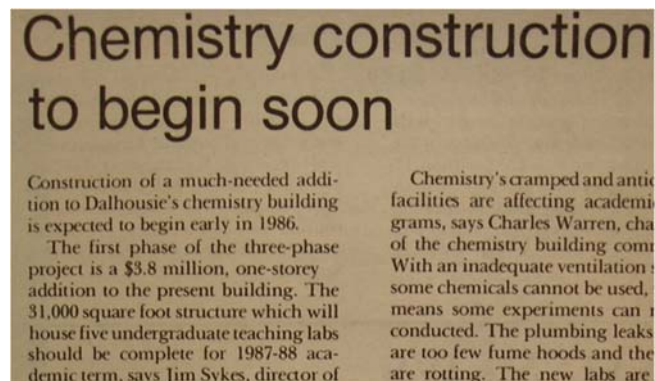 Chemistry construction
to begin soon
Construction of a much-needed addi-
tion to Dalhousie's chemistry building
is expected to begin early in 1986.
The first phase of the three-phase
project is a $3.8 million, one-storey
addition to the present building. The
31,000 square foot structure which will
house five undergraduate teaching labs
should be complete for 1987-88 aca-
demic term, says Jim Sykes, director of
Chemistry's cramped and
facilities are affecting
grams, says Charles Warren,
of the chemistry building
With an inadequate ventilation
some chemicals cannot be used,
means some experiments can
conducted. The plumbing leaks
are too few fume hoods and the
are rotting. The new labs are